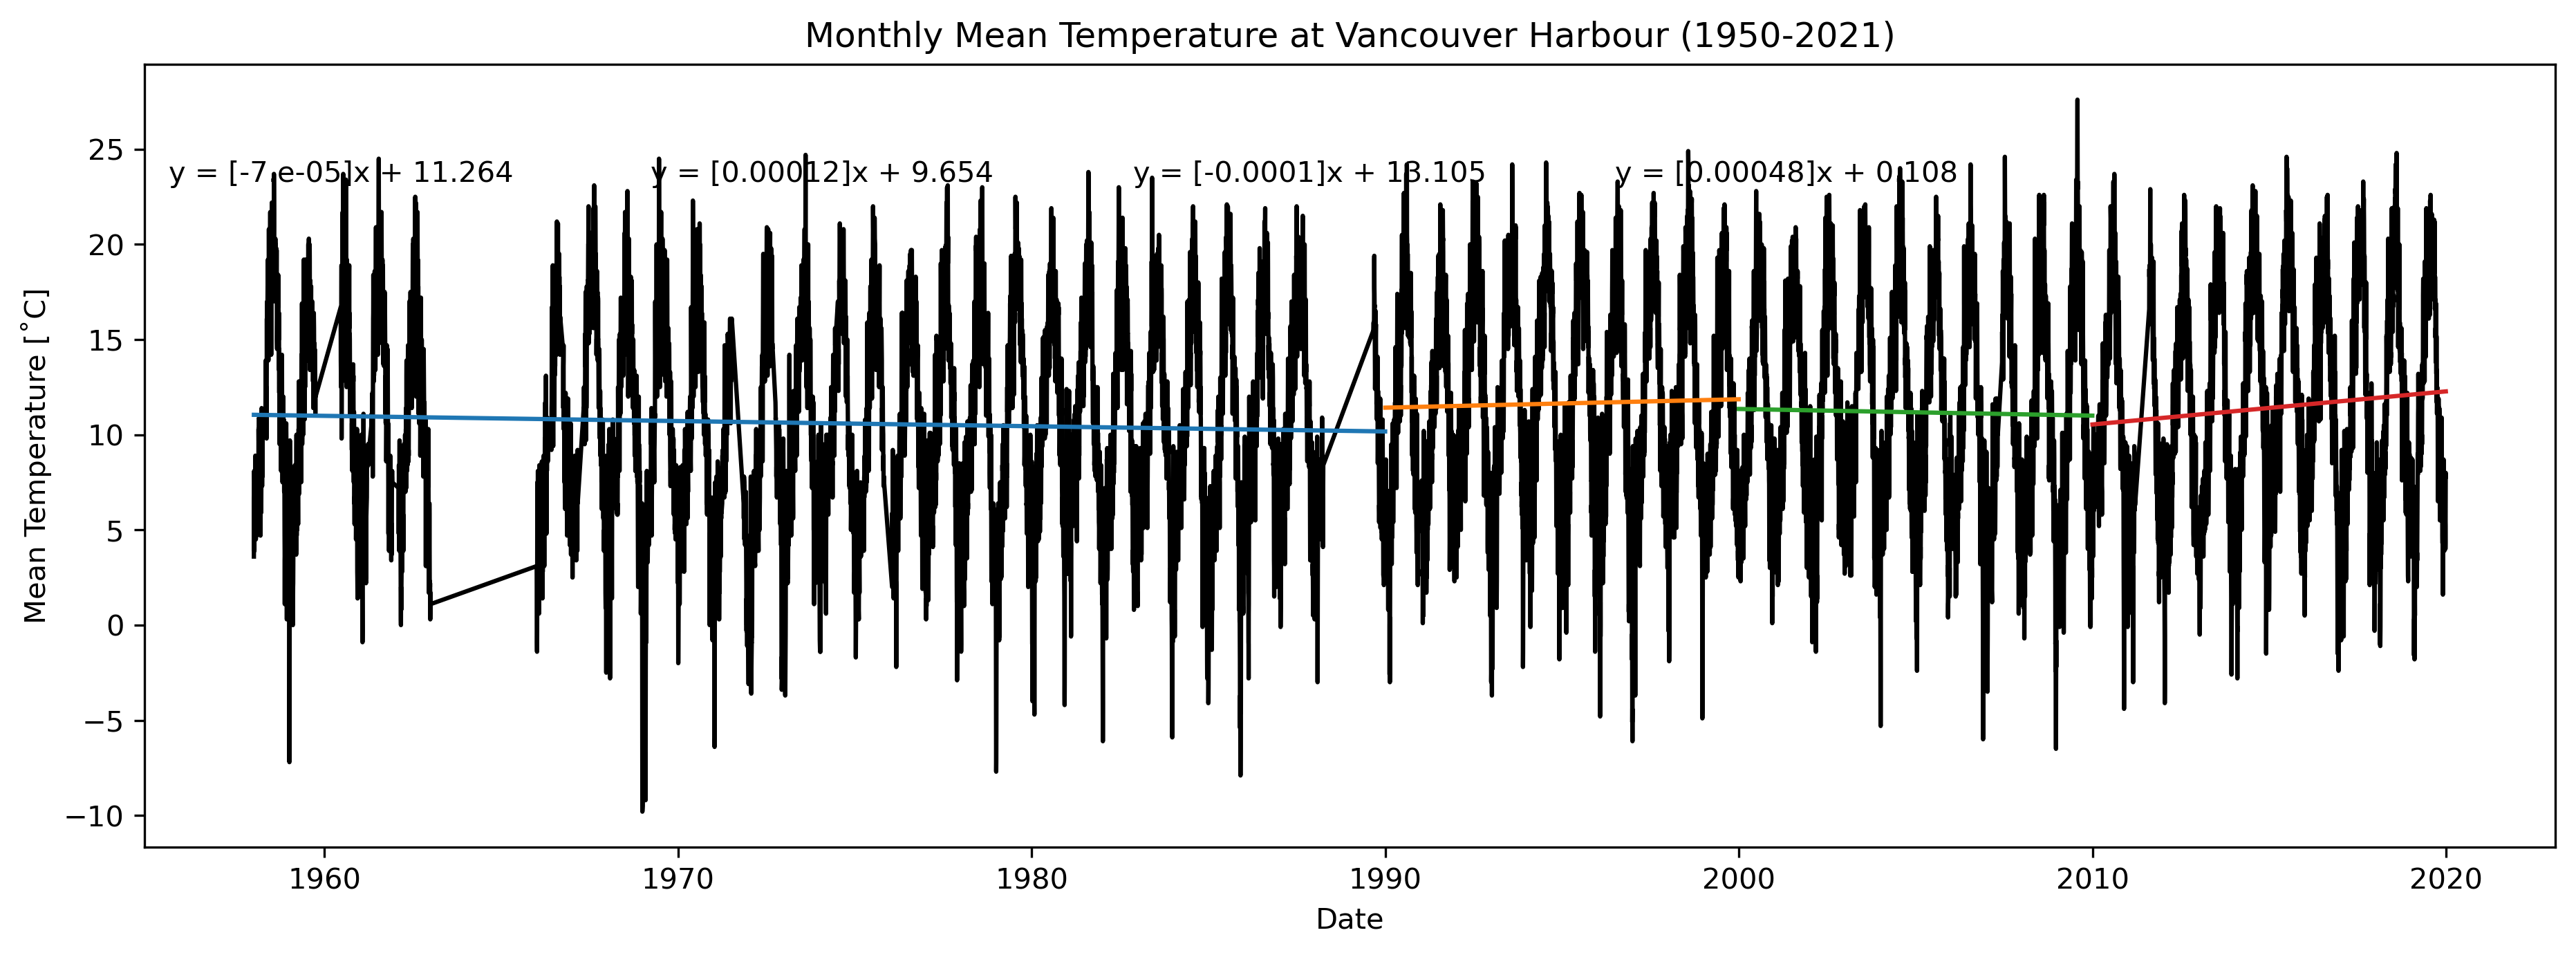 Monthly Mean Temperature at Vancouver Harbour (1950-2021)
y = [-7.e-05]x + 11.264
y = [0.00012]x + 9.654
y = [-0.0001]x + 13.105
y = [0.00048]x + 0.108
Mean Temperature [°C]
25
20
15
10
5
0
−5
−10
1960
1970
1980
1990
2000
2010
2020
Date